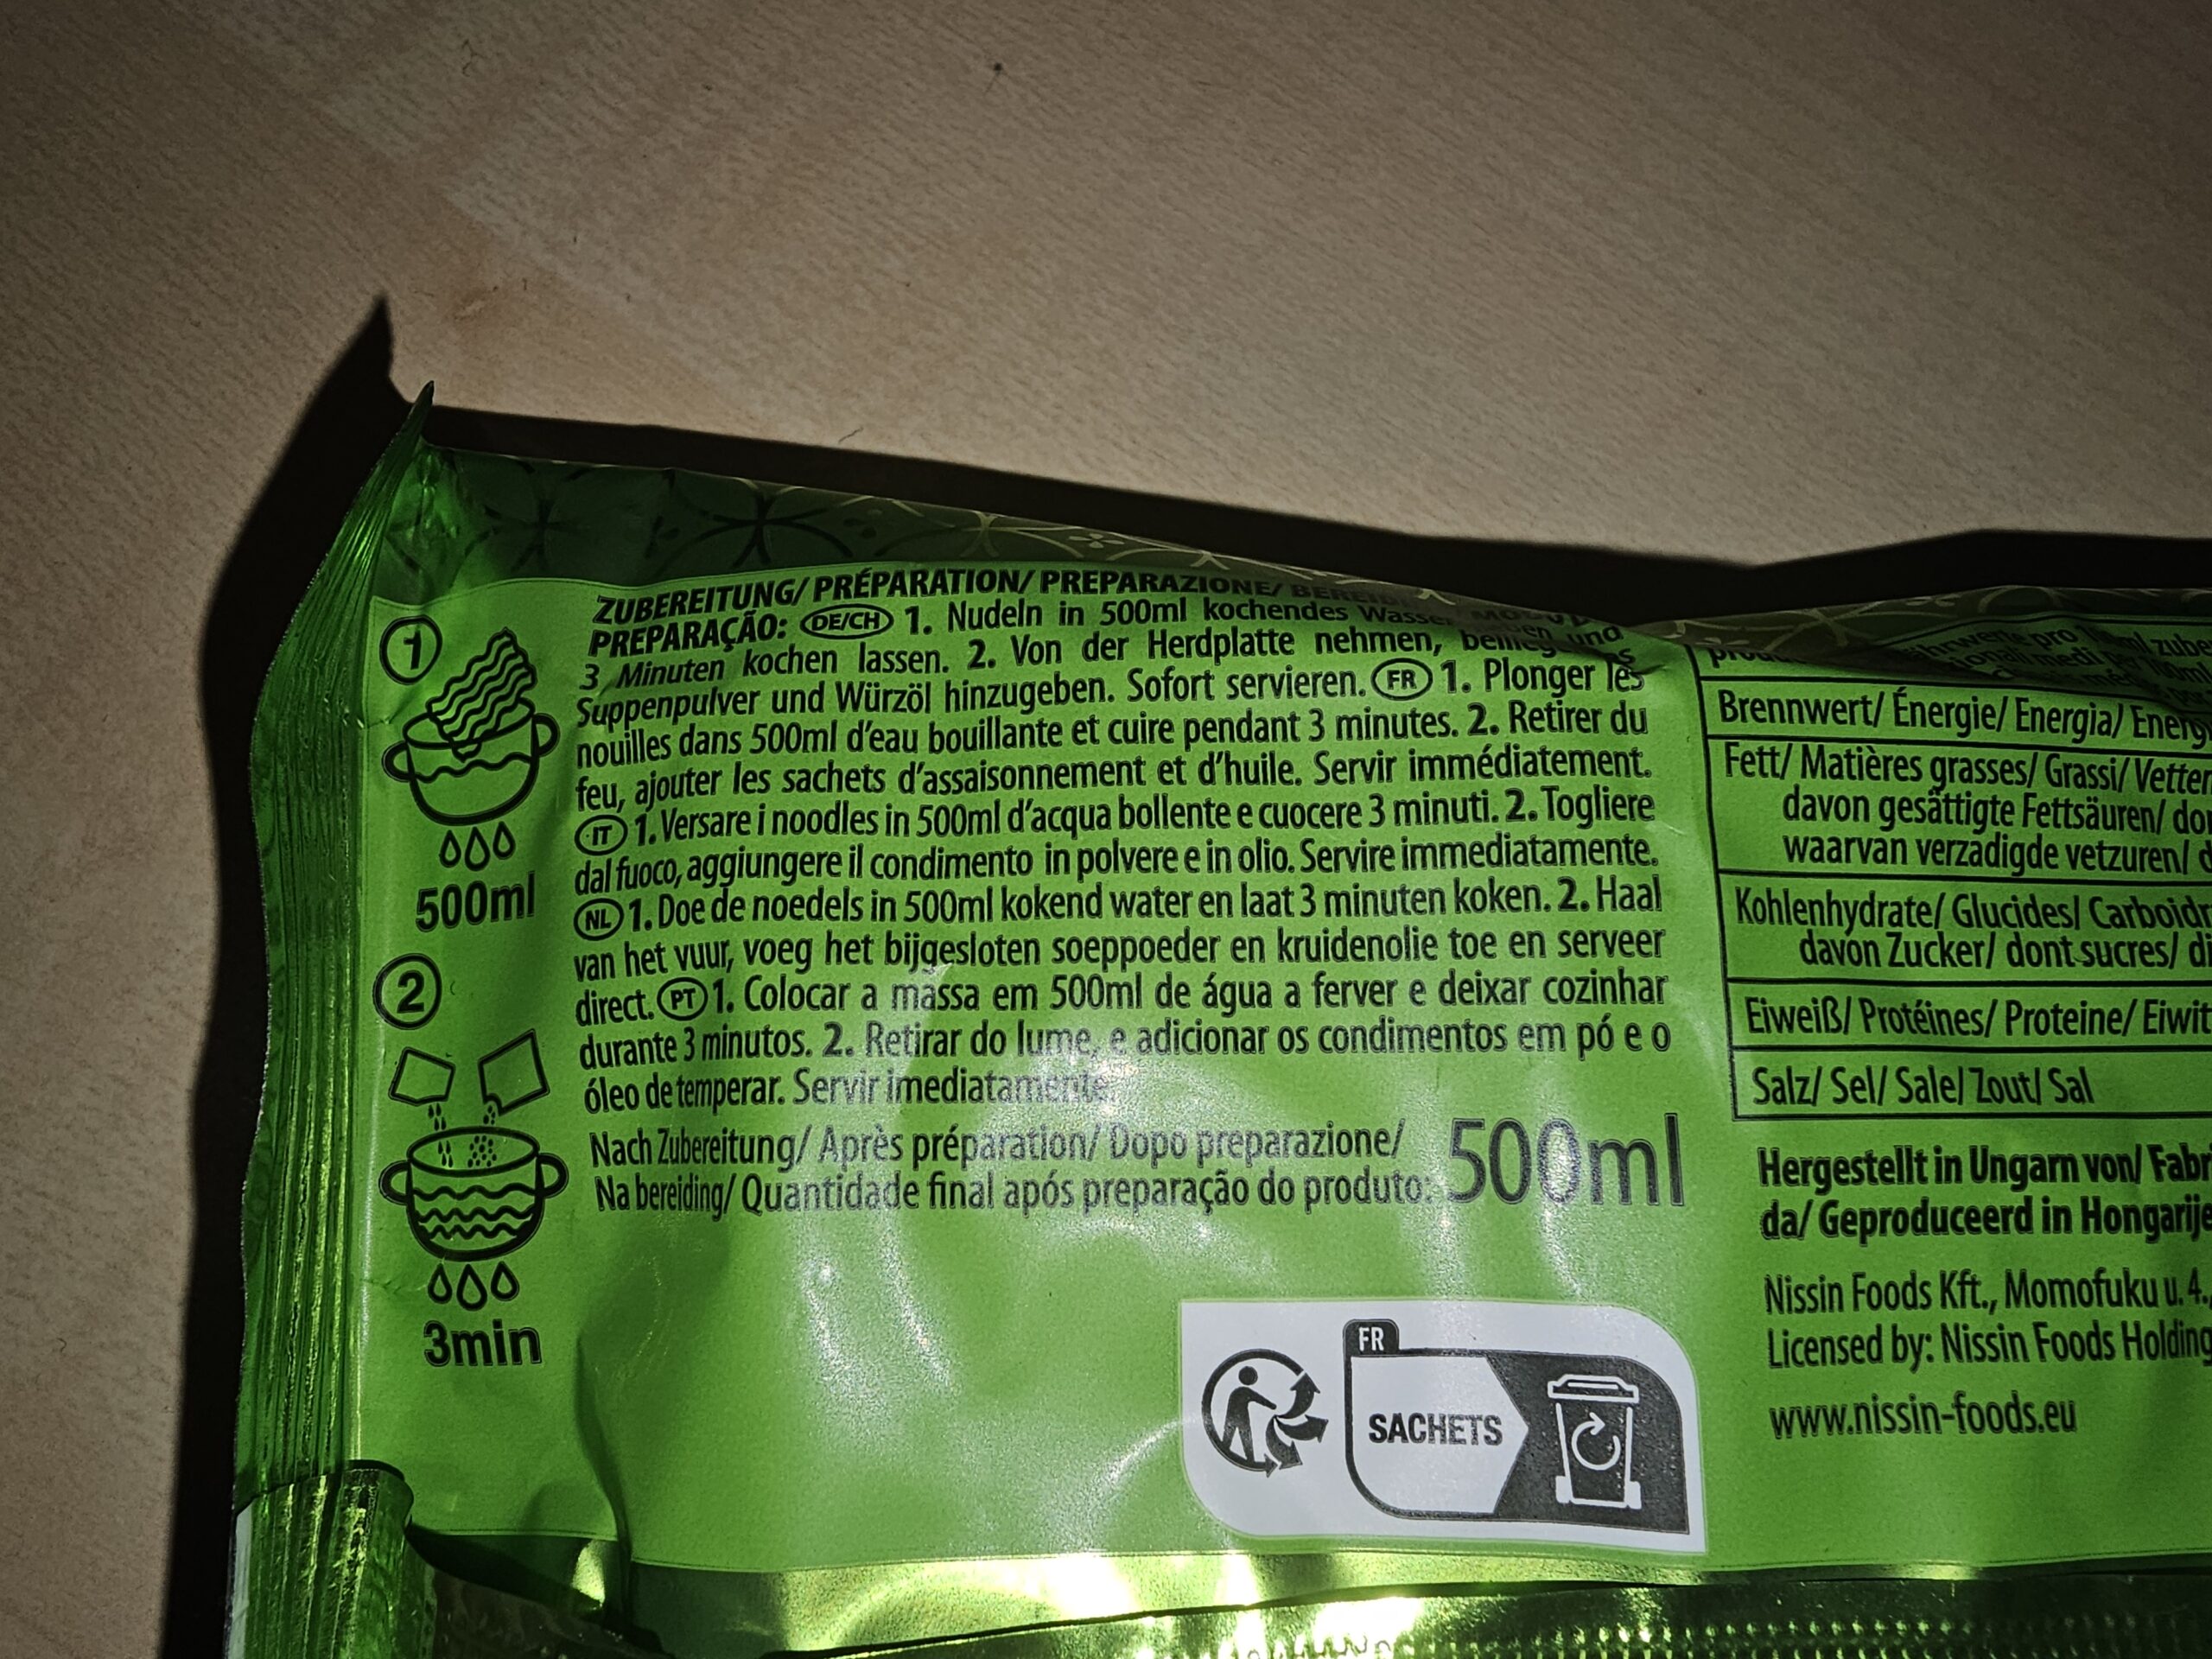 ZUBEREITUNG/ PRÉPARATION/ PREPARAZIONE/
PREPARAÇÃO: DE/CH 1. Nudeln in 500ml kochendes
3 Minuten kochen lassen. 2. Von der Herdplatte nehmen,
Suppenpulver und Würzöl hinzugeben. Sofort servieren. FR 1. Plonger les
nouilles dans 500ml d'eau bouillante et cuire pendant 3 minutes. 2. Retirer du
feu, ajouter les sachets d'assaisonnement et d'huile. Servir immédiatement.
IT 1. Versare i noodles in 500ml d'acqua bollente e cuocere 3 minuti. 2. Togliere
dal fuoco, aggiungere il condimento in polvere e in olio. Servire immediatamente.
NL 1. Doe de noedels in 500ml kokend water en laat 3 minuten koken. 2. Haal
van het vuur, voeg het bijgesloten soeppoeder en kruidenolie toe en serveer
direct. PT 1. Colocar a massa em 500ml de água a ferver e deixar cozinhar
durante 3 minutos. 2. Retirar do lume, e adicionar os condimentos em pó e o
óleo de temperar. Servir imediatamente.
Nach Zubereitung/ Après préparation/ Dopo preparazione/
Na bereiding/ Quantidade final após preparação do produto: 500ml
1
500ml
2
3min
FR
SACHETS
Brennwert/ Énergie/ Energia/
Fett/ Matières grasses/ Grassi/
davon gesättigte Fettsäuren/
waarvan verzadigde vetzuren/
Kohlenhydrate/ Glucides/
davon Zucker/ dont sucres/
Eiweiß/ Protéines/ Proteine/
Salz/ Sel/ Sale/ Zout/ Sal
Hergestellt in Ungarn von/
da/ Geproduceerd in
Nissin Foods Kft., Momofuku u. 4.,
Licensed by: Nissin Foods
www.nissin-foods.eu